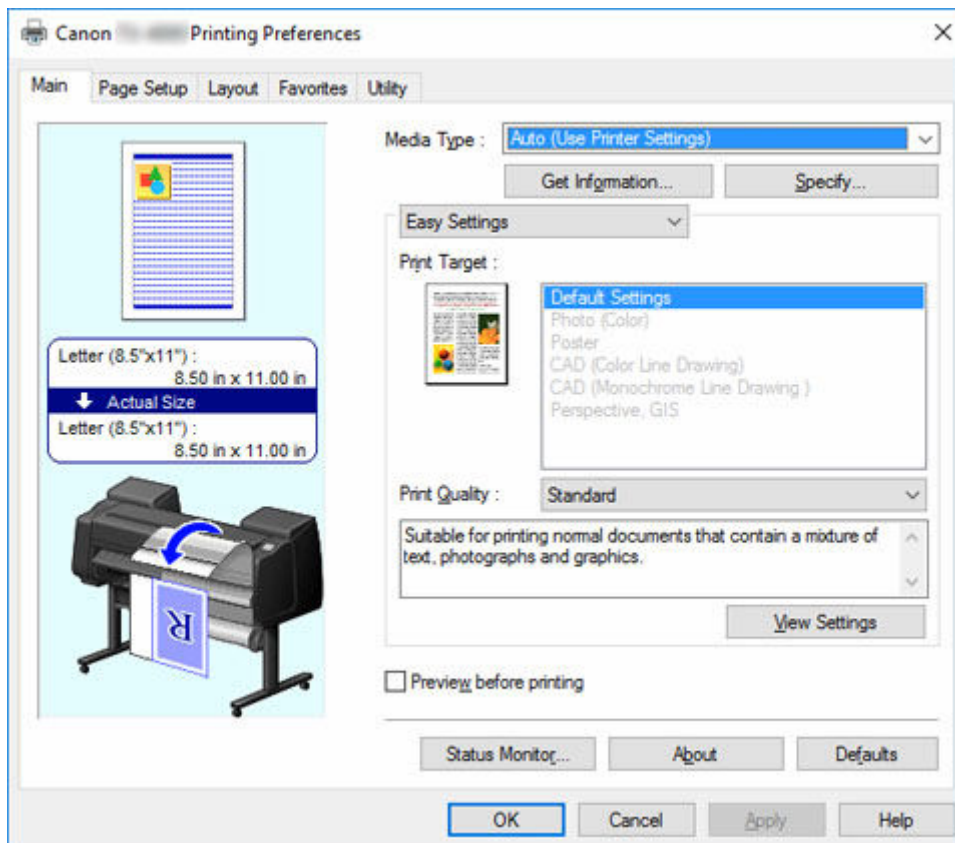 Canon Printing Preferences
Main
Page Setup
Layout
Favorites
Utility
Letter (8.5"x11") :
8.50 in x 11.00 in
Actual Size
Letter (8.5"x11") :
8.50 in x 11.00 in
R
Media Type : Auto (Use Printer Settings)
Get Information... Specify...
Easy Settings
Print Target :
Default Settings
Photo (Color)
Poster
CAD (Color Line Drawing)
CAD (Monochrome Line Drawing )
Perspective, GIS
Print Quality : Standard
Suitable for printing normal documents that contain a mixture of
text, photographs and graphics.
View Settings
Preview before printing
Status Monitor... About Defaults
OK Cancel Apply Help